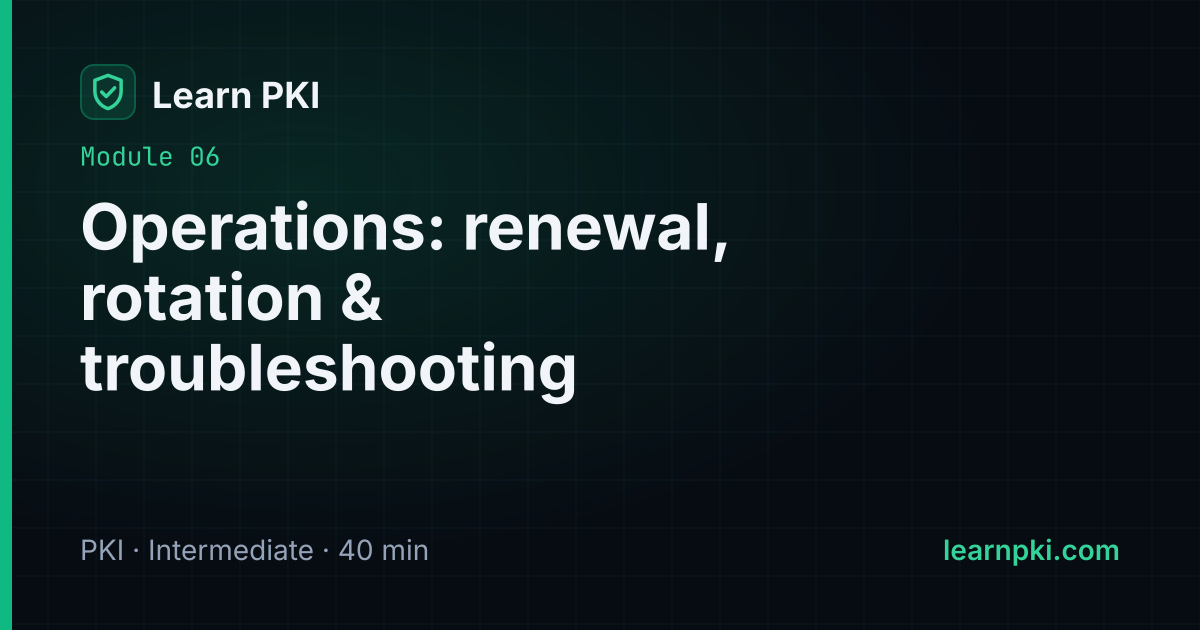 Learn PKI
Module 06
Operations: renewal,
rotation &
troubleshooting
PKI · Intermediate · 40 min
learnpki.com